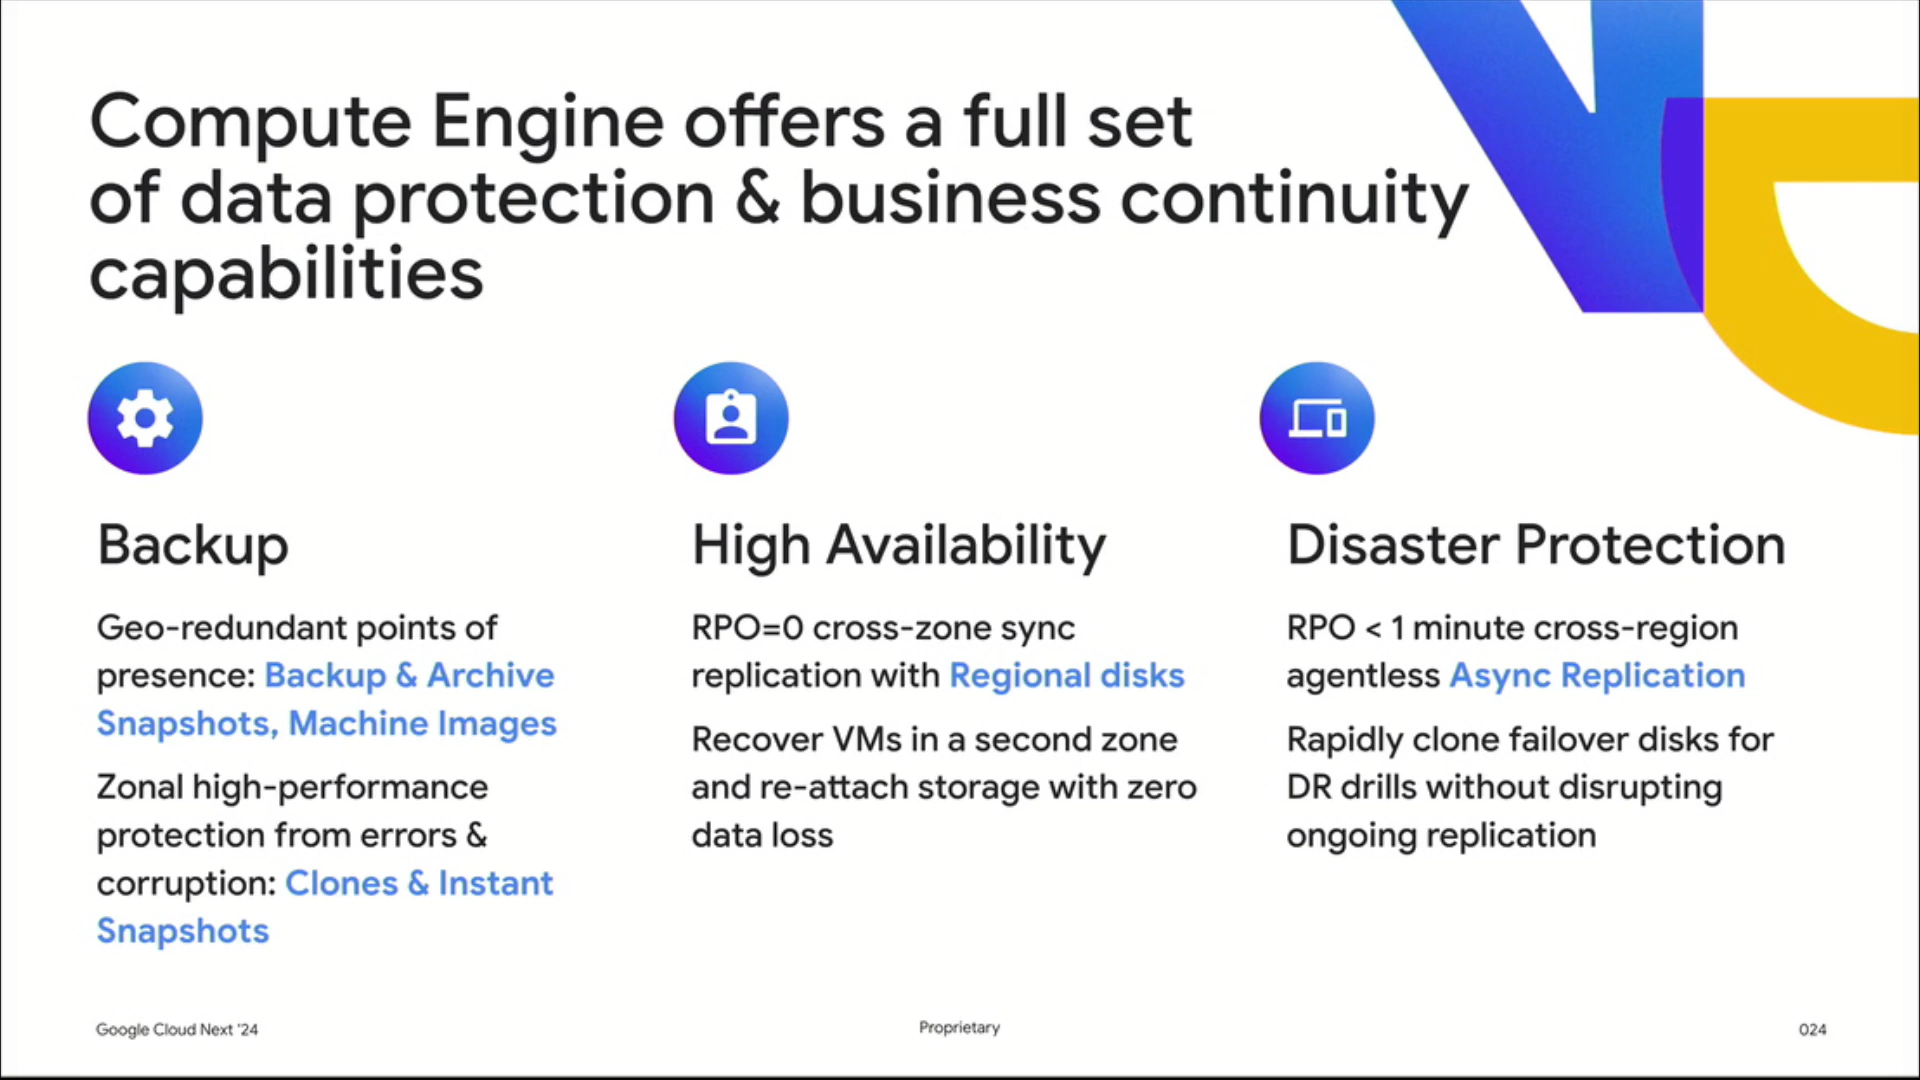 Compute Engine offers a full set
of data protection & business continuity
capabilities
Backup
Geo-redundant points of
presence: Backup & Archive
Snapshots, Machine Images
Zonal high-performance
protection from errors &
corruption: Clones & Instant
Snapshots
High Availability
RPO=0 cross-zone sync
replication with Regional disks
Recover VMs in a second zone
and re-attach storage with zero
data loss
Disaster Protection
RPO < 1 minute cross-region
agentless Async Replication
Rapidly clone failover disks for
DR drills without disrupting
ongoing replication
Google Cloud Next '24
Proprietary
024